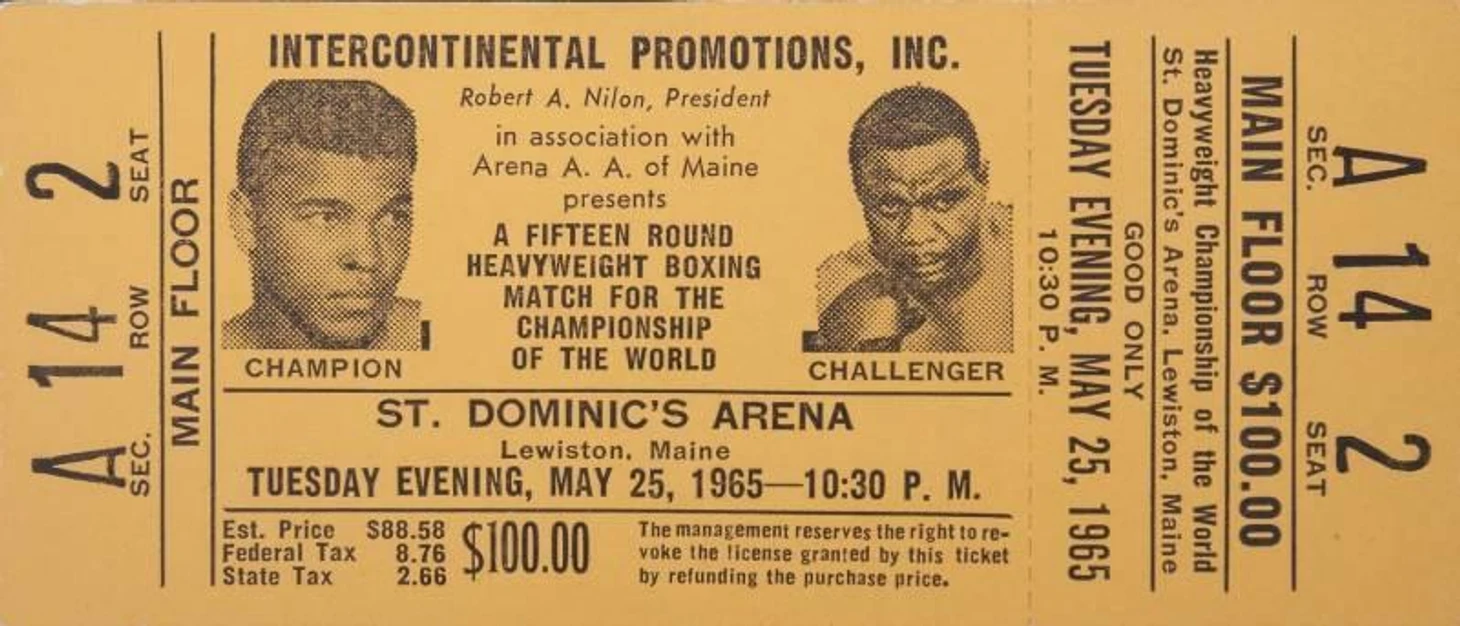 SEC. A ROW 14 SEAT 2
MAIN FLOOR
INTERCONTINENTAL PROMOTIONS, INC.
Robert A. Nilon, President
in association with
Arena A. A. of Maine
presents
A FIFTEEN ROUND
HEAVYWEIGHT BOXING
MATCH FOR THE
CHAMPIONSHIP
OF THE WORLD
CHAMPION
CHALLENGER
ST. DOMINIC'S ARENA
Lewiston, Maine
TUESDAY EVENING, MAY 25, 1965—10:30 P. M.
Est. Price $88.58
Federal Tax 8.76
State Tax 2.66
$100.00
The management reserves the right to re-
voke the license granted by this ticket
by refunding the purchase price.
SEC. A ROW 14 SEAT 2
MAIN FLOOR $100.00
Heavyweight Championship of the World
St. Dominic's Arena, Lewiston, Maine
GOOD ONLY
TUESDAY EVENING, MAY 25, 1965
10:30 P. M.